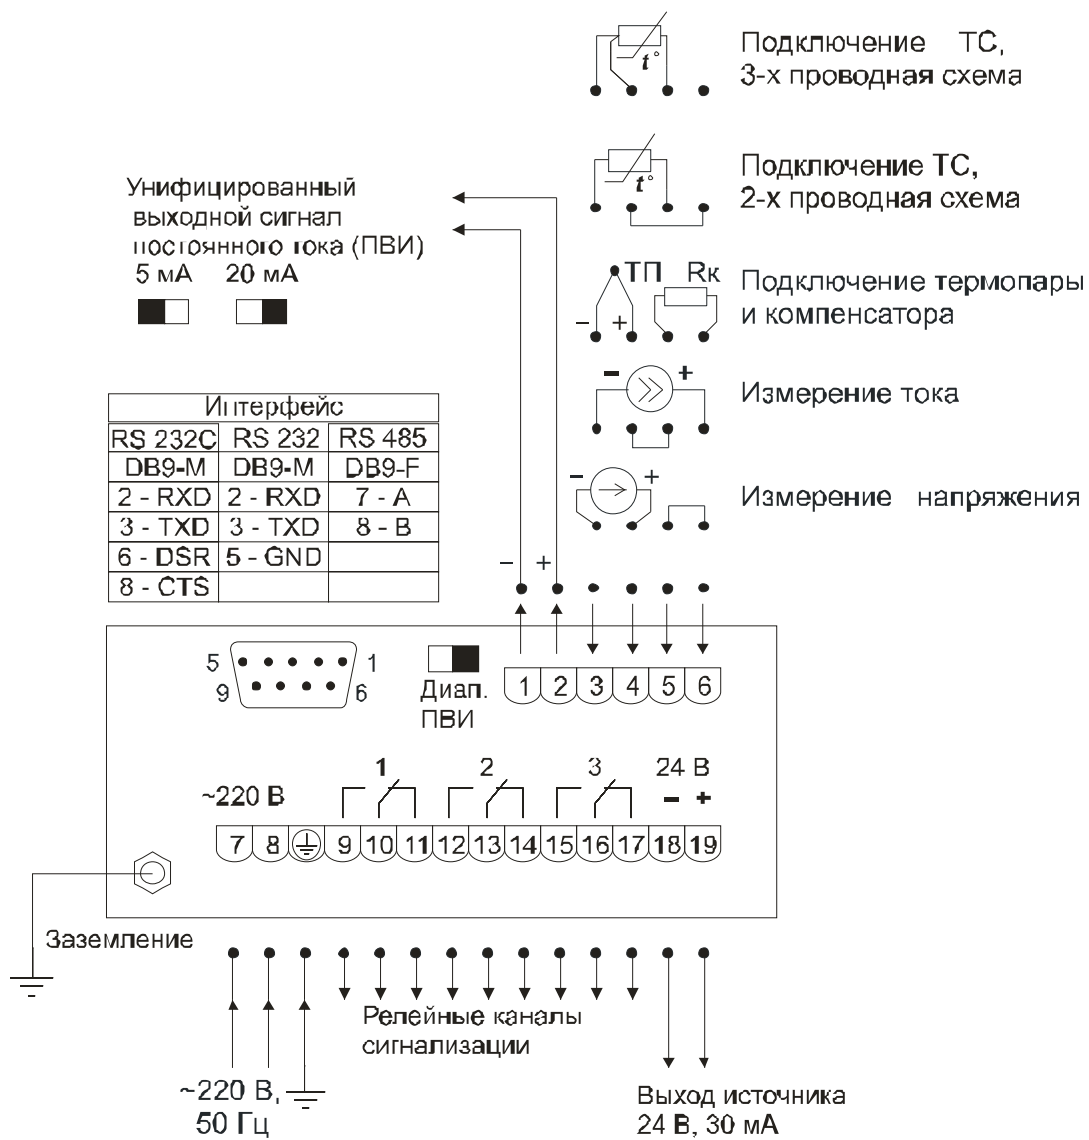 Подключение ТС,
3-х проводная схема
t°
Подключение ТС,
2-х проводная схема
t°
Унифицированный
выходной сигнал
постоянного тока (ПВИ)
5 мА 20 мА
ТП Rк
- +
Подключение термопары
и компенсатора
- +
Измерение тока
- +
Измерение напряжения
Интерфейс
RS 232C RS 232 RS 485
DB9-M DB9-M DB9-F
2 - RXD 2 - RXD 7 - A
3 - TXD 3 - TXD 8 - B
6 - DSR 5 - GND
8 - CTS
- +
5 1
9 6
Диап.
ПВИ
1 2 3 4 5 6
1 2 3 24 В
~220 В - +
7 8 9 10 11 12 13 14 15 16 17 18 19
Заземление
Релейные каналы
сигнализации
~220 В,
50 Гц
Выход источника
24 В, 30 мА